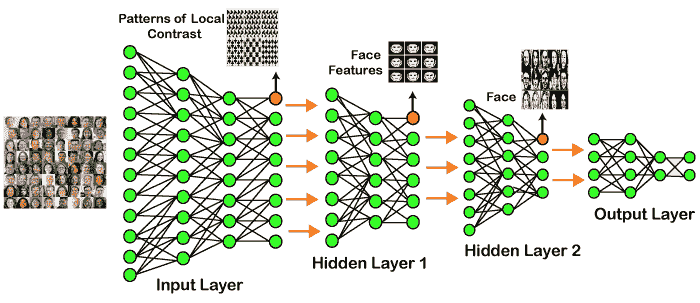 Patterns of Local
Contrast
Face
Features
Face
Input Layer
Hidden Layer 1
Hidden Layer 2
Output Layer